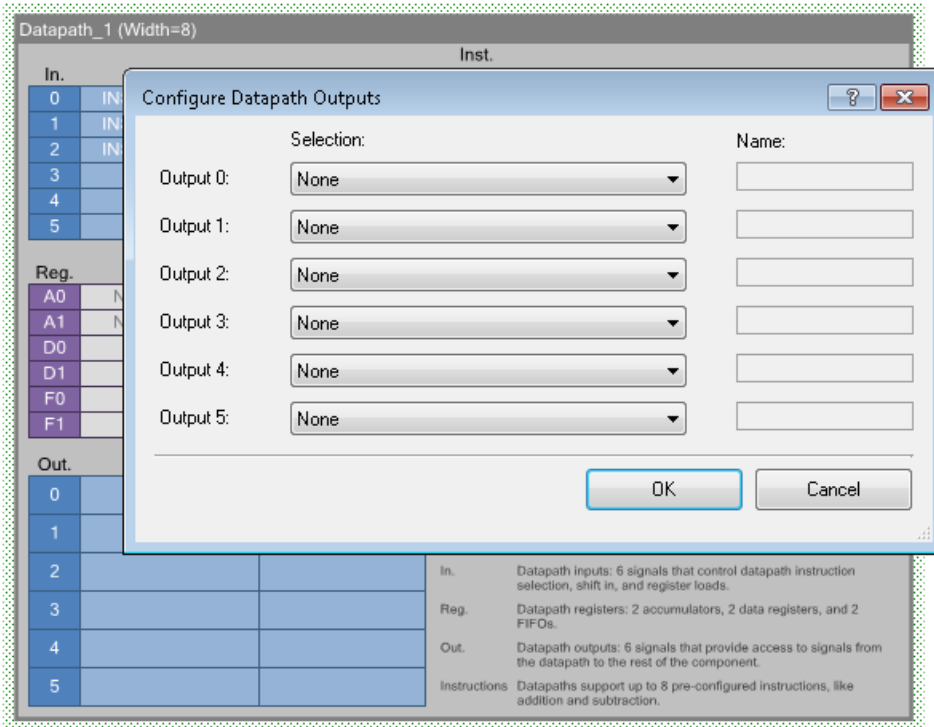 Datapath_1 (Width=8)
Inst.
In.
0
1
2
3
4
5
Configure Datapath Outputs
Selection:
Name:
Output 0:
None
Output 1:
None
Output 2:
None
Output 3:
None
Output 4:
None
Output 5:
None
OK
Cancel
Reg.
A0
A1
D0
D1
F0
F1
Out.
0
1
2
3
4
5
In. Datapath inputs: 6 signals that control datapath instruction
selection, shift in, and register loads.
Reg. Datapath registers: 2 accumulators, 2 data registers, and 2
FIFOs.
Out. Datapath outputs: 6 signals that provide access to signals from
the datapath to the rest of the component.
Instructions Datapaths support up to 8 pre-configured instructions, like
addition and subtraction.